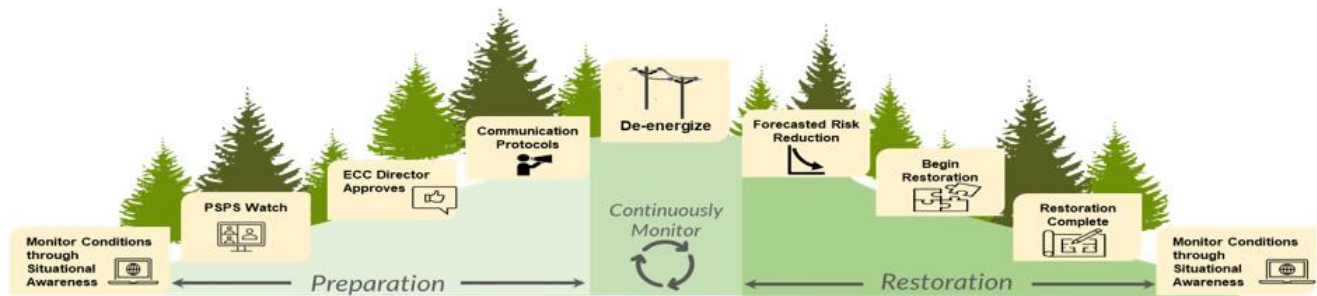 Monitor Conditions
through
Situational
Awareness
PSPS Watch
ECC Director
Approves
Communication
Protocols
De-energize
Forecasted Risk
Reduction
Begin
Restoration
Restoration
Complete
Monitor Conditions
through
Situational
Awareness
Continuously
Monitor
Preparation
Restoration